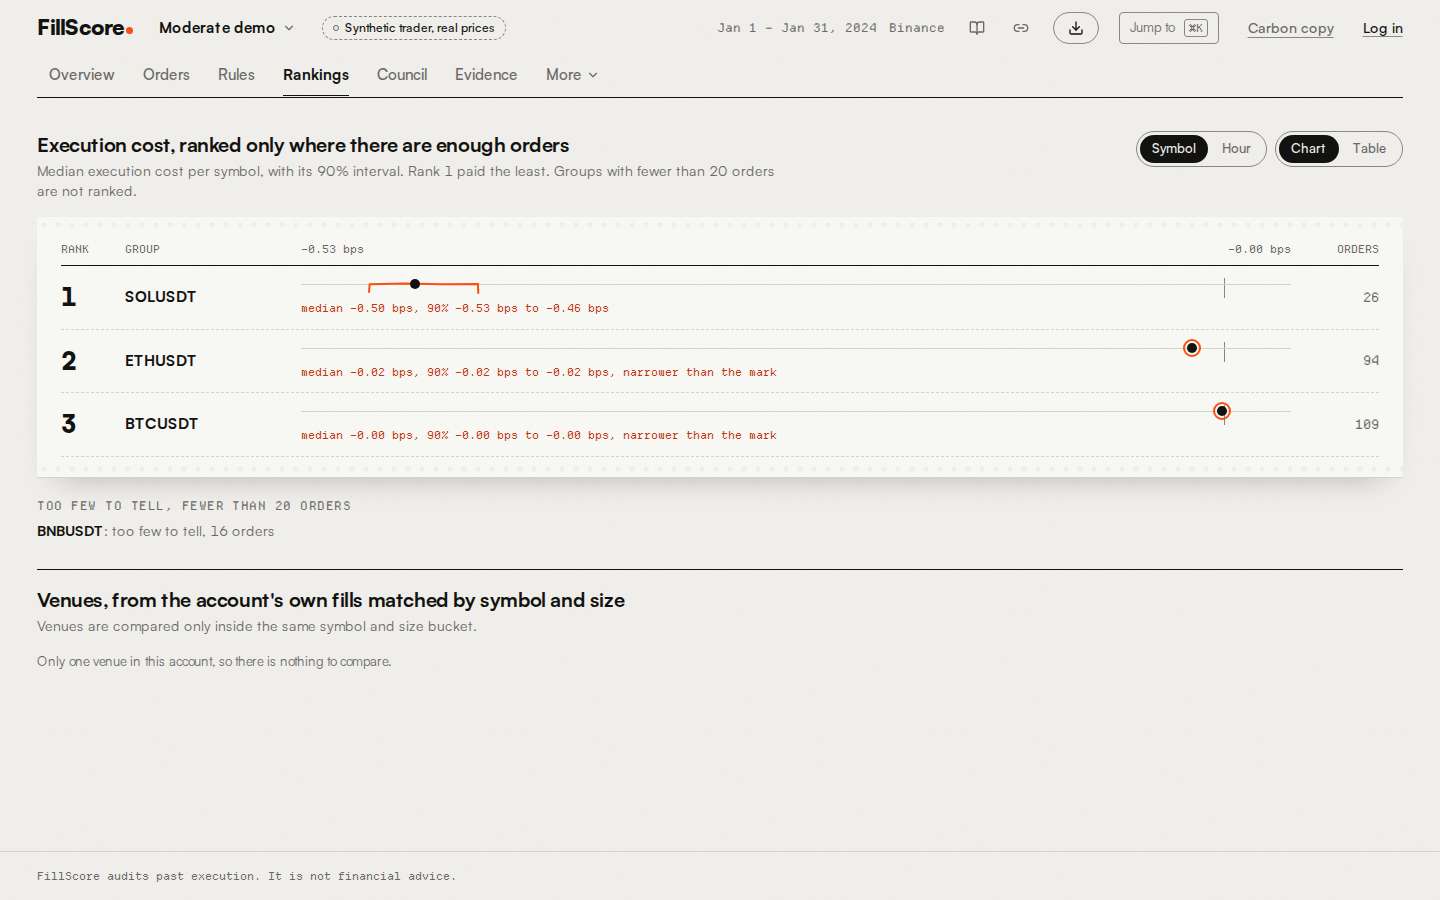 FillScore
Moderate demo
Synthetic trader, real prices
Jan 1 – Jan 31, 2024 Binance
Jump to ⌘K
Carbon copy
Log in
Overview Orders Rules Rankings Council Evidence More
Execution cost, ranked only where there are enough orders
Symbol Hour Chart Table
Median execution cost per symbol, with its 90% interval. Rank 1 paid the least. Groups with fewer than 20 orders
are not ranked.
RANK GROUP −0.53 bps −0.00 bps ORDERS
1 SOLUSDT 26
median −0.50 bps, 90% −0.53 bps to −0.46 bps
2 ETHUSDT 94
median −0.02 bps, 90% −0.02 bps to −0.02 bps, narrower than the mark
3 BTCUSDT 109
median −0.00 bps, 90% −0.00 bps to −0.00 bps, narrower than the mark
TOO FEW TO TELL, FEWER THAN 20 ORDERS
BNBUSDT: too few to tell, 16 orders
Venues, from the account's own fills matched by symbol and size
Venues are compared only inside the same symbol and size bucket.
Only one venue in this account, so there is nothing to compare.
FillScore audits past execution. It is not financial advice.